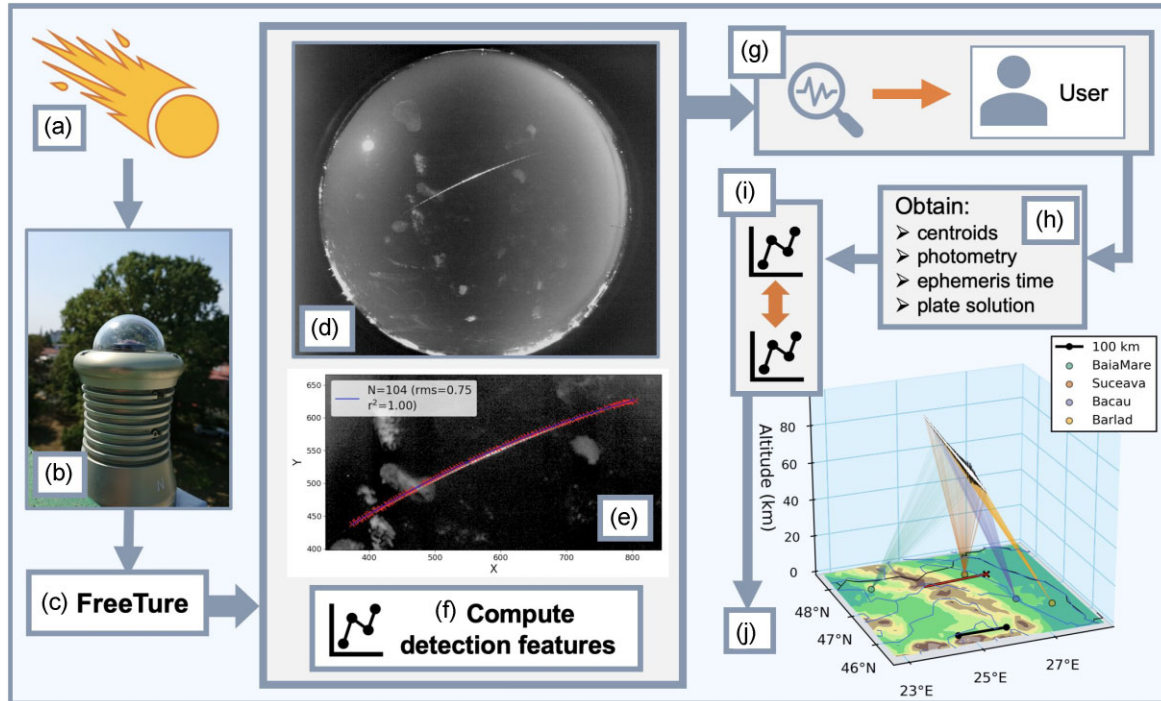 (a)
(b)
N
(c) FreeTure
(d)
N=104 (rms=0.75
r²=1.00)
650
600
550
500
450
400
Y
400
500
600
700
800
X
(e)
(f) Compute
detection features
(g)
User
(h)
Obtain:
➢ centroids
➢ photometry
➢ ephemeris time
➢ plate solution
(i)
(j)
100 km
BaiaMare
Suceava
Bacau
Barlad
80
60
40
20
0
Altitude (km)
48°N
47°N
46°N
23°E
25°E
27°E